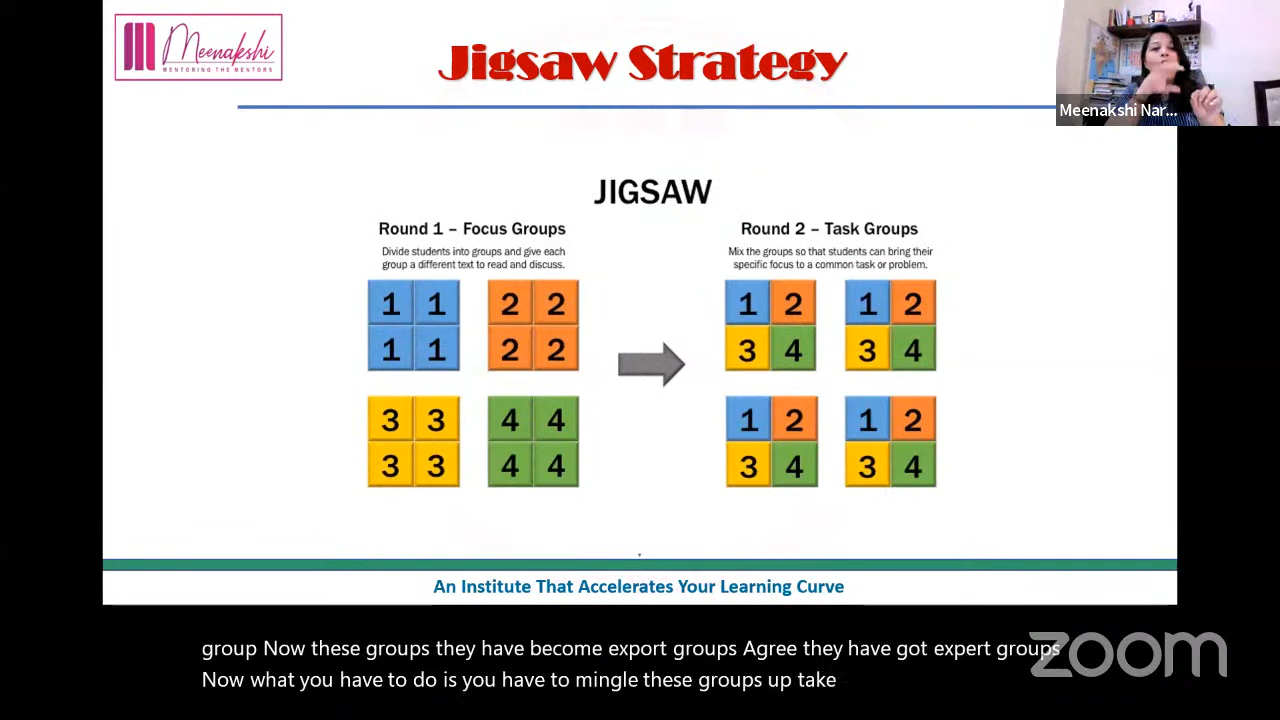 Meenakshi
MENTORING THE MENTORS
Jigsaw Strategy
Meenakshi Nar...
JIGSAW
Round 1 – Focus Groups
Divide students into groups and give each
group a different text to read and discuss.
1 1 2 2
1 1 2 2
3 3 4 4
3 3 4 4
Round 2 – Task Groups
Mix the groups so that students can bring their
specific focus to a common task or problem.
1 2 1 2
3 4 3 4
1 2 1 2
3 4 3 4
An Institute That Accelerates Your Learning Curve
group Now these groups they have become export groups Agree they have got expert groups
Now what you have to do is you have to mingle these groups up take
zoom